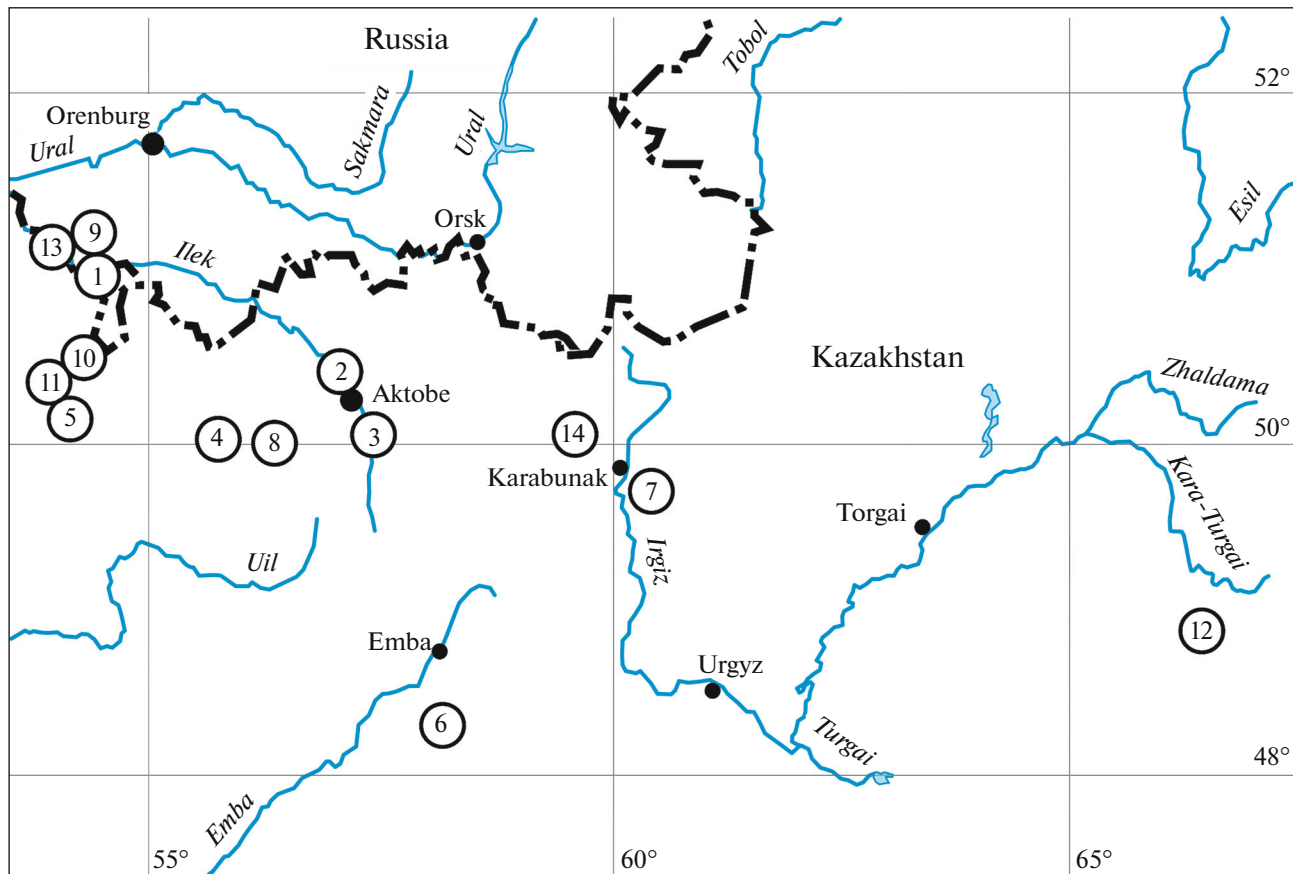 Russia
Tobol
52°
Orenburg
Ural
Sakmara
Ural
Orsk
Esil
13
9
1
Ilek
Kazakhstan
10
11
5
2
Aktobe
Zhaldama
4
8
3
14
50°
Karabunak
7
Kara-Turgai
Torgai
Uil
Irgiz
12
Emba
Urgyz
6
Turgai
48°
Emba
55°
60°
65°